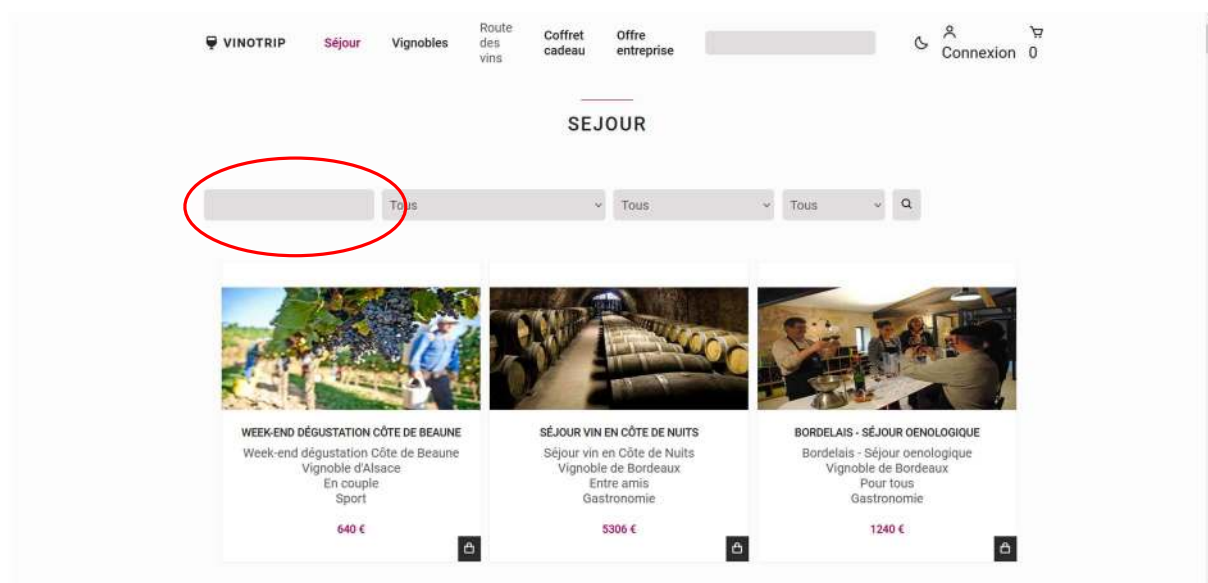 VINOTRIP
Séjour
Vignobles
Route
des
vins
Coffret
cadeau
Offre
entreprise
Connexion
0
SEJOUR
Tous
Tous
Tous
WEEK-END DÉGUSTATION CÔTE DE BEAUNE
Week-end dégustation Côte de Beaune
Vignoble d'Alsace
En couple
Sport
640 €
SÉJOUR VIN EN CÔTE DE NUITS
Séjour vin en Côte de Nuits
Vignoble de Bordeaux
Entre amis
Gastronomie
5306 €
BORDELAIS - SÉJOUR OENOLOGIQUE
Bordelais - Séjour oenologique
Vignoble de Bordeaux
Pour tous
Gastronomie
1240 €